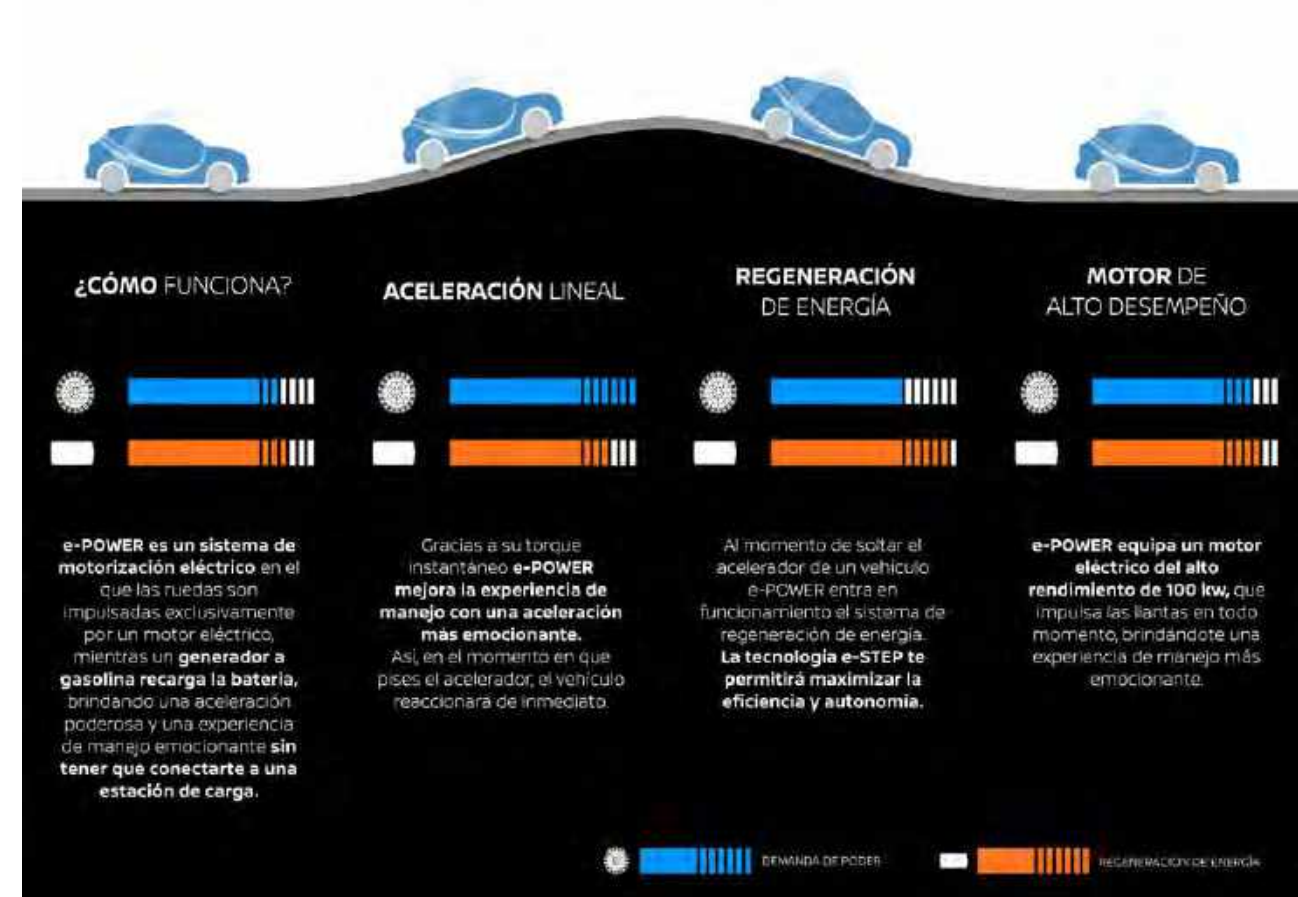 ¿CÓMO FUNCIONA?
e-POWER es un sistema de
motorización eléctrico en el
que las ruedas son
impulsadas exclusivamente
por un motor eléctrico,
mientras un generador a
gasolina recarga la batería,
brindando una aceleración
poderosa y una experiencia
de manejo emocionante sin
tener que conectarte a una
estación de carga.
ACELERACIÓN LINEAL
Gracias a su torque
instantáneo e-POWER
mejora la experiencia de
manejo con una aceleración
más emocionante.
Así, en el momento en que
pises el acelerador, el vehículo
reaccionará de inmediato.
REGENERACIÓN
DE ENERGÍA
Al momento de soltar el
acelerador de un vehículo
e-POWER entra en
funcionamiento el sistema de
regeneración de energía.
La tecnología e-STEP te
permitirá maximizar la
eficiencia y autonomía.
MOTOR DE
ALTO DESEMPEÑO
e-POWER equipa un motor
eléctrico del alto
rendimiento de 100 kw, que
impulsa las llantas en todo
momento, brindándote una
experiencia de manejo más
emocionante.
DEMANDA DE PODER
REGENERACIÓN DE ENERGÍA